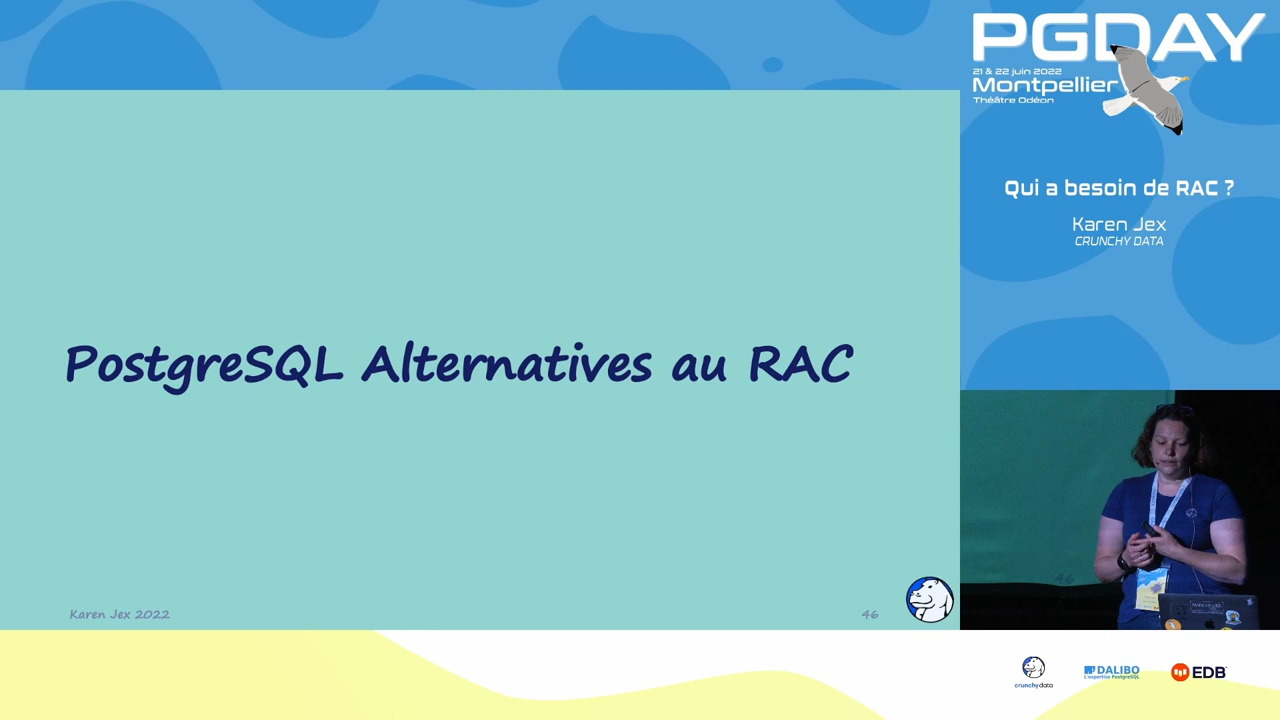 PGDAY
21 & 22 juin 2022
Montpellier
Théâtre Odéon
Qui a besoin de RAC ?
Karen Jex
CRUNCHY DATA
PostgreSQL Alternatives au RAC
Karen Jex 2022
46
46
crunchydata
DALIBO
L'expertise PostgreSQL
EDB